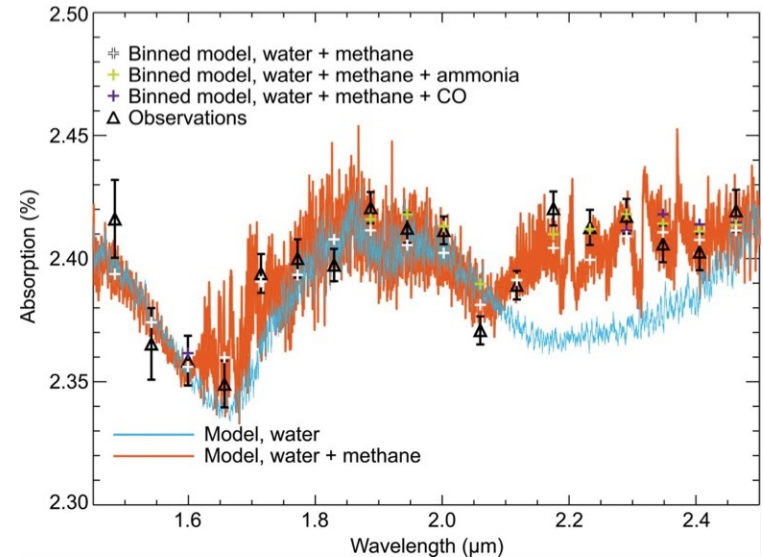 2.50
Binned model, water + methane
Binned model, water + methane + ammonia
Binned model, water + methane + CO
Observations
2.45
Absorption (%)
2.40
2.35
Model, water
Model, water + methane
2.30
1.6 1.8 2.0 2.2 2.4
Wavelength (µm)